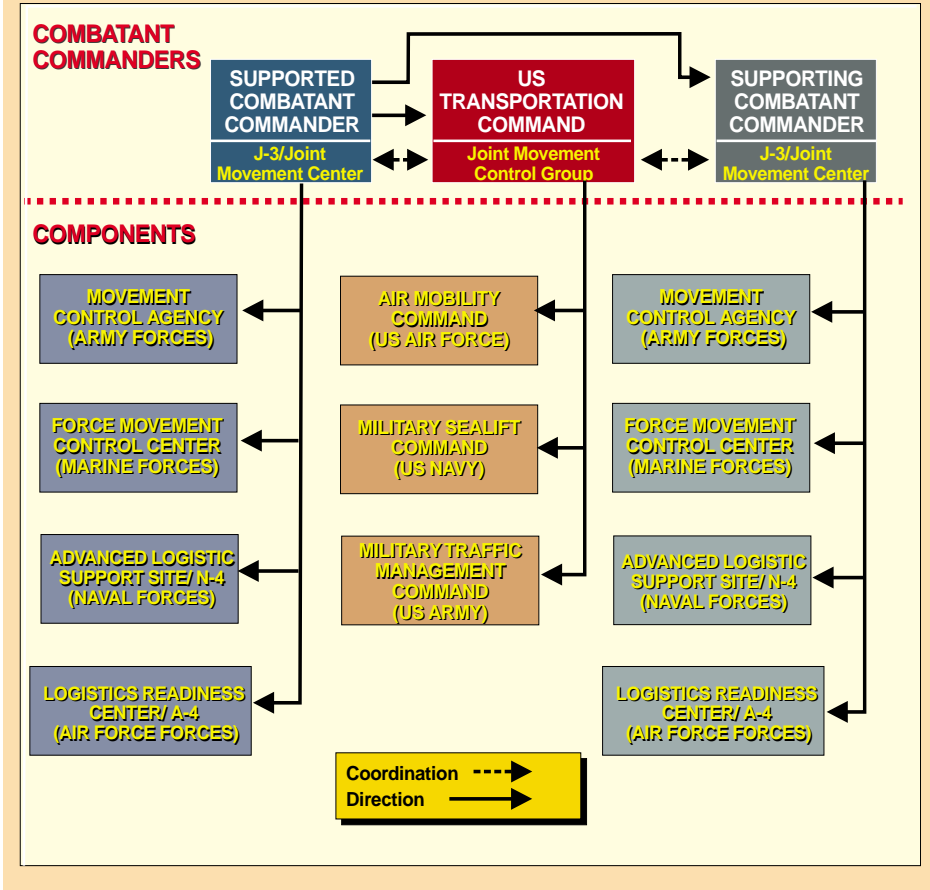 COMBATANT
COMMANDERS
SUPPORTED
COMBATANT
COMMANDER
J-3/Joint
Movement Center
US
TRANSPORTATION
COMMAND
Joint Movement
Control Group
SUPPORTING
COMBATANT
COMMANDER
J-3/Joint
Movement Center
COMPONENTS
MOVEMENT
CONTROL AGENCY
(ARMY FORCES)
AIR MOBILITY
COMMAND
(US AIR FORCE)
MOVEMENT
CONTROL AGENCY
(ARMY FORCES)
FORCE MOVEMENT
CONTROL CENTER
(MARINE FORCES)
MILITARY SEALIFT
COMMAND
(US NAVY)
FORCE MOVEMENT
CONTROL CENTER
(MARINE FORCES)
ADVANCED LOGISTIC
SUPPORT SITE/ N-4
(NAVAL FORCES)
MILITARY TRAFFIC
MANAGEMENT
COMMAND
(US ARMY)
ADVANCED LOGISTIC
SUPPORT SITE/ N-4
(NAVAL FORCES)
LOGISTICS READINESS
CENTER/ A-4
(AIR FORCE FORCES)
LOGISTICS READINESS
CENTER/ A-4
(AIR FORCE FORCES)
Coordination
Direction